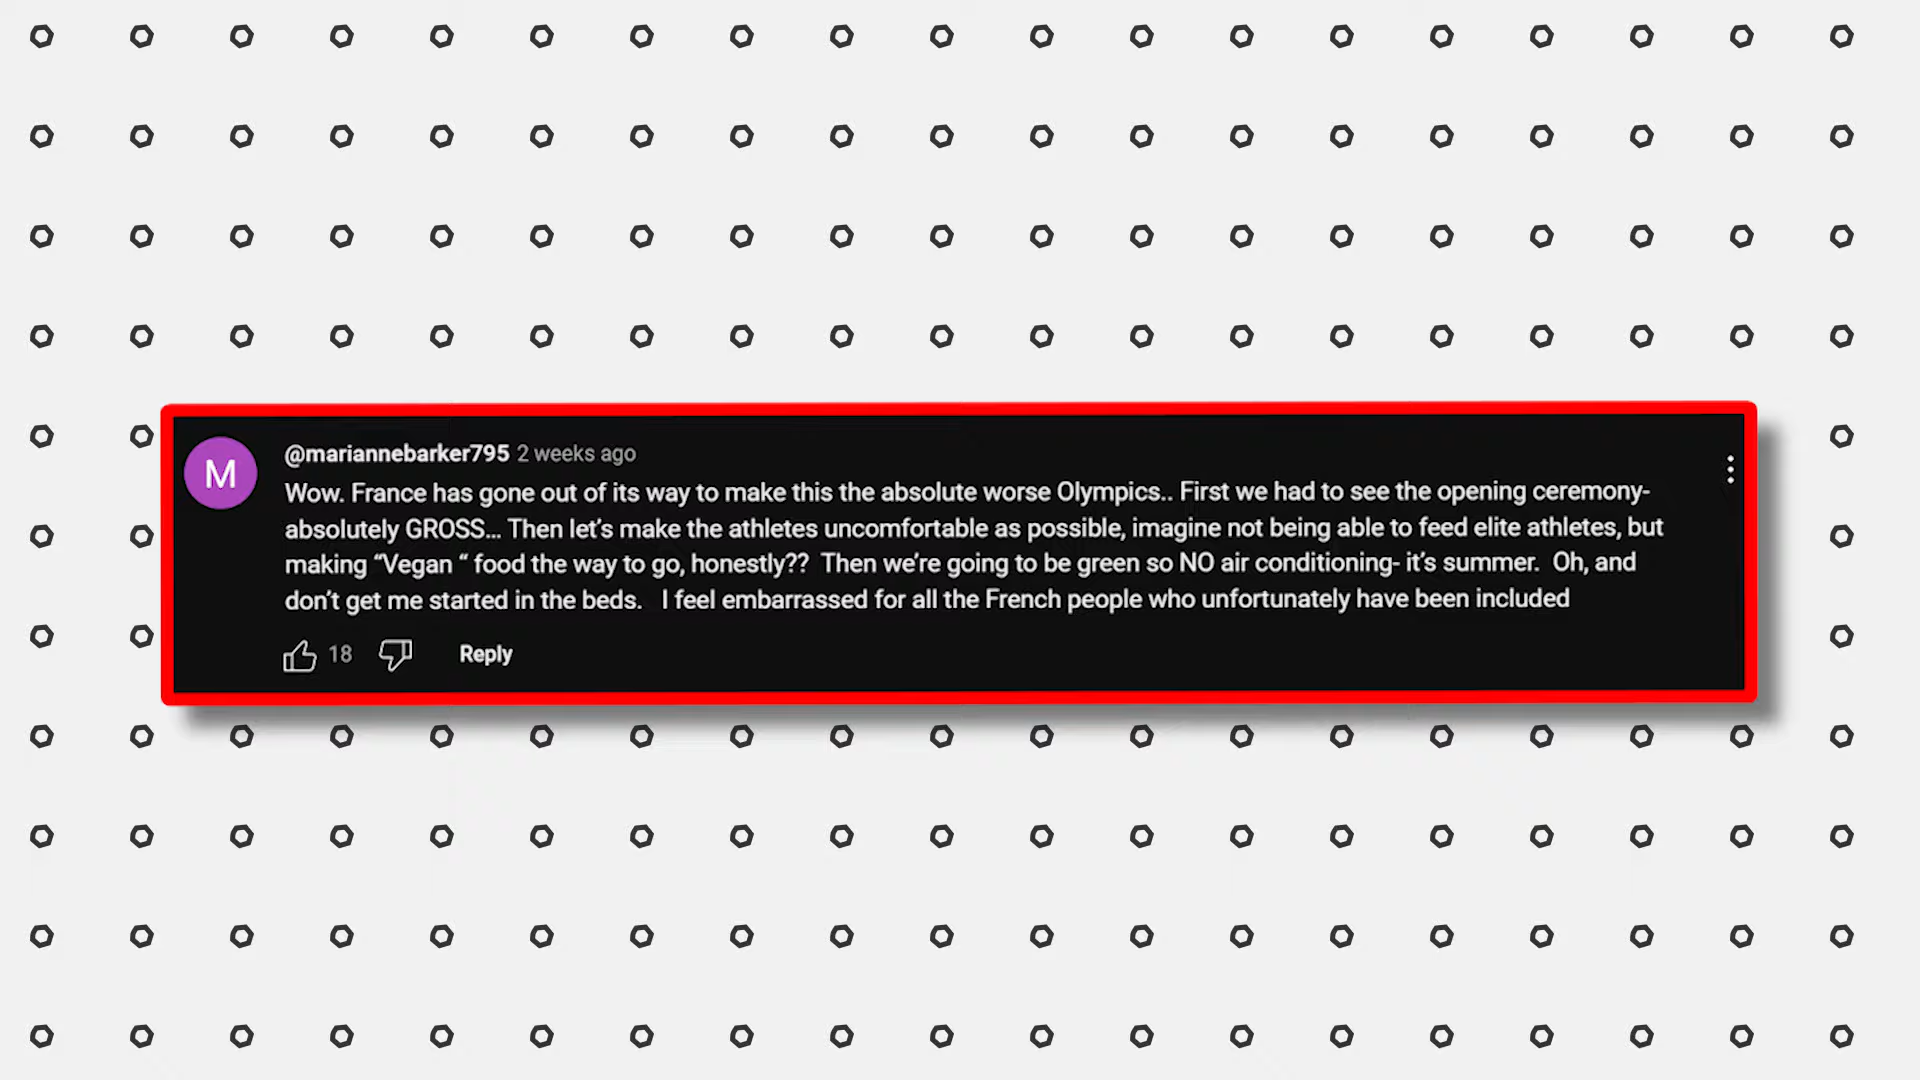 M
@mariannebarker795 2 weeks ago
Wow. France has gone out of its way to make this the absolute worse Olympics.. First we had to see the opening ceremony-
absolutely GROSS... Then let's make the athletes uncomfortable as possible, imagine not being able to feed elite athletes, but
making “Vegan “ food the way to go, honestly??  Then we're going to be green so NO air conditioning- it's summer.  Oh, and
don't get me started in the beds.   I feel embarrassed for all the French people who unfortunately have been included
18 Reply